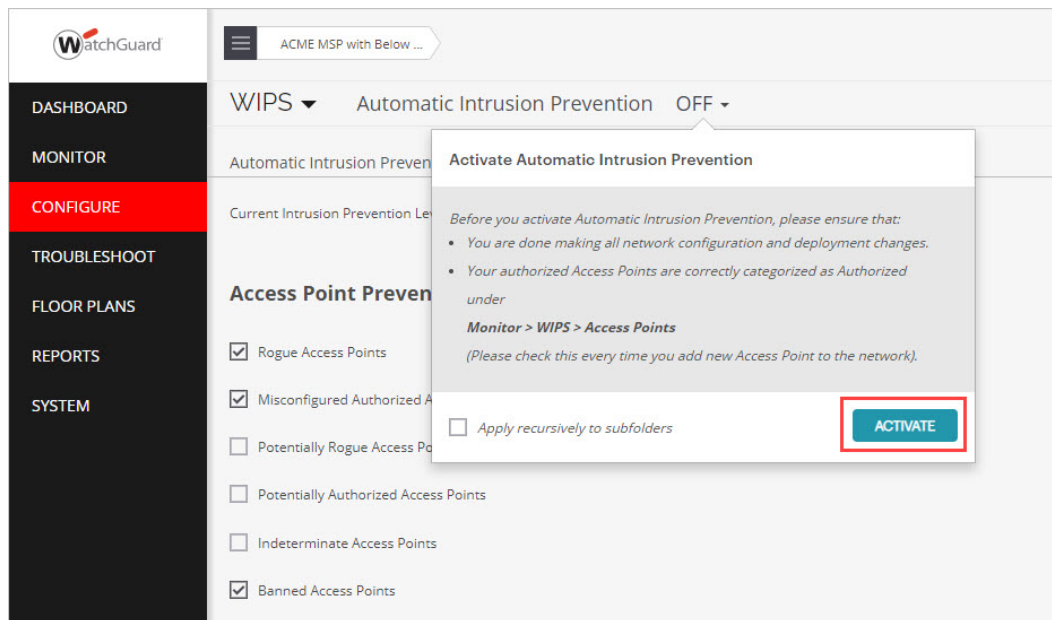 WatchGuard
ACME MSP with Below ...
DASHBOARD
MONITOR
CONFIGURE
TROUBLESHOOT
FLOOR PLANS
REPORTS
SYSTEM
WIPS
Automatic Intrusion Prevention OFF
Automatic Intrusion Preven
Current Intrusion Prevention Le
Access Point Preven
Rogue Access Points
Misconfigured Authorized A
Potentially Rogue Access Po
Potentially Authorized Access Points
Indeterminate Access Points
Banned Access Points
Activate Automatic Intrusion Prevention
Before you activate Automatic Intrusion Prevention, please ensure that:
• You are done making all network configuration and deployment changes.
• Your authorized Access Points are correctly categorized as Authorized
under
Monitor > WIPS > Access Points
(Please check this every time you add new Access Point to the network).
Apply recursively to subfolders
ACTIVATE